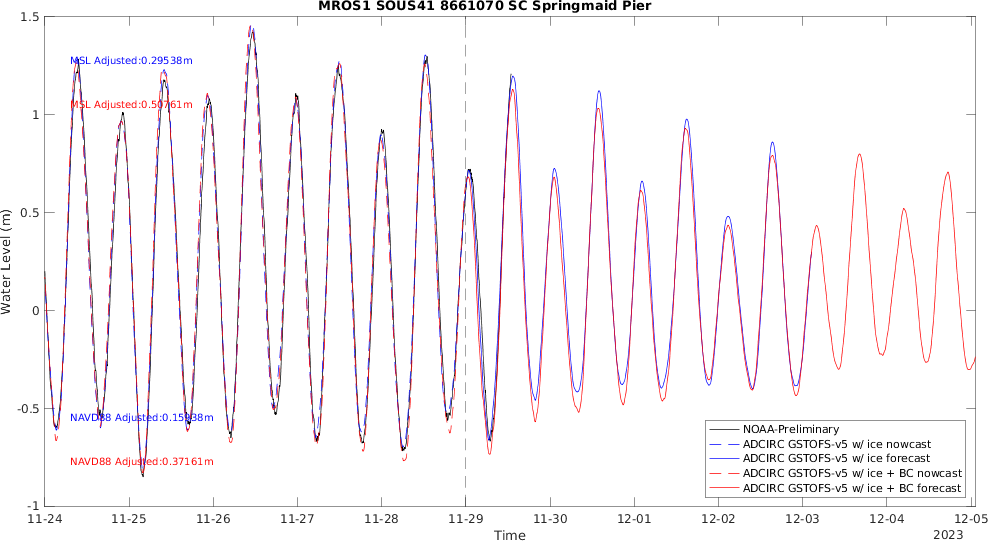 MROS1 SOUS41 8661070 SC Springmaid Pier
1.5
1
0.5
0
-0.5
-1
Water Level (m)
MSL Adjusted:0.29538m
MSL Adjusted:0.50761m
NAVD88 Adjusted:0.15938m
NAVD88 Adjusted:0.37161m
NOAA-Preliminary
ADCIRC GSTOFS-v5 w/ ice nowcast
ADCIRC GSTOFS-v5 w/ ice forecast
ADCIRC GSTOFS-v5 w/ ice + BC nowcast
ADCIRC GSTOFS-v5 w/ ice + BC forecast
11-24 11-25 11-26 11-27 11-28 11-29 11-30 12-01 12-02 12-03 12-04 12-05
Time
2023